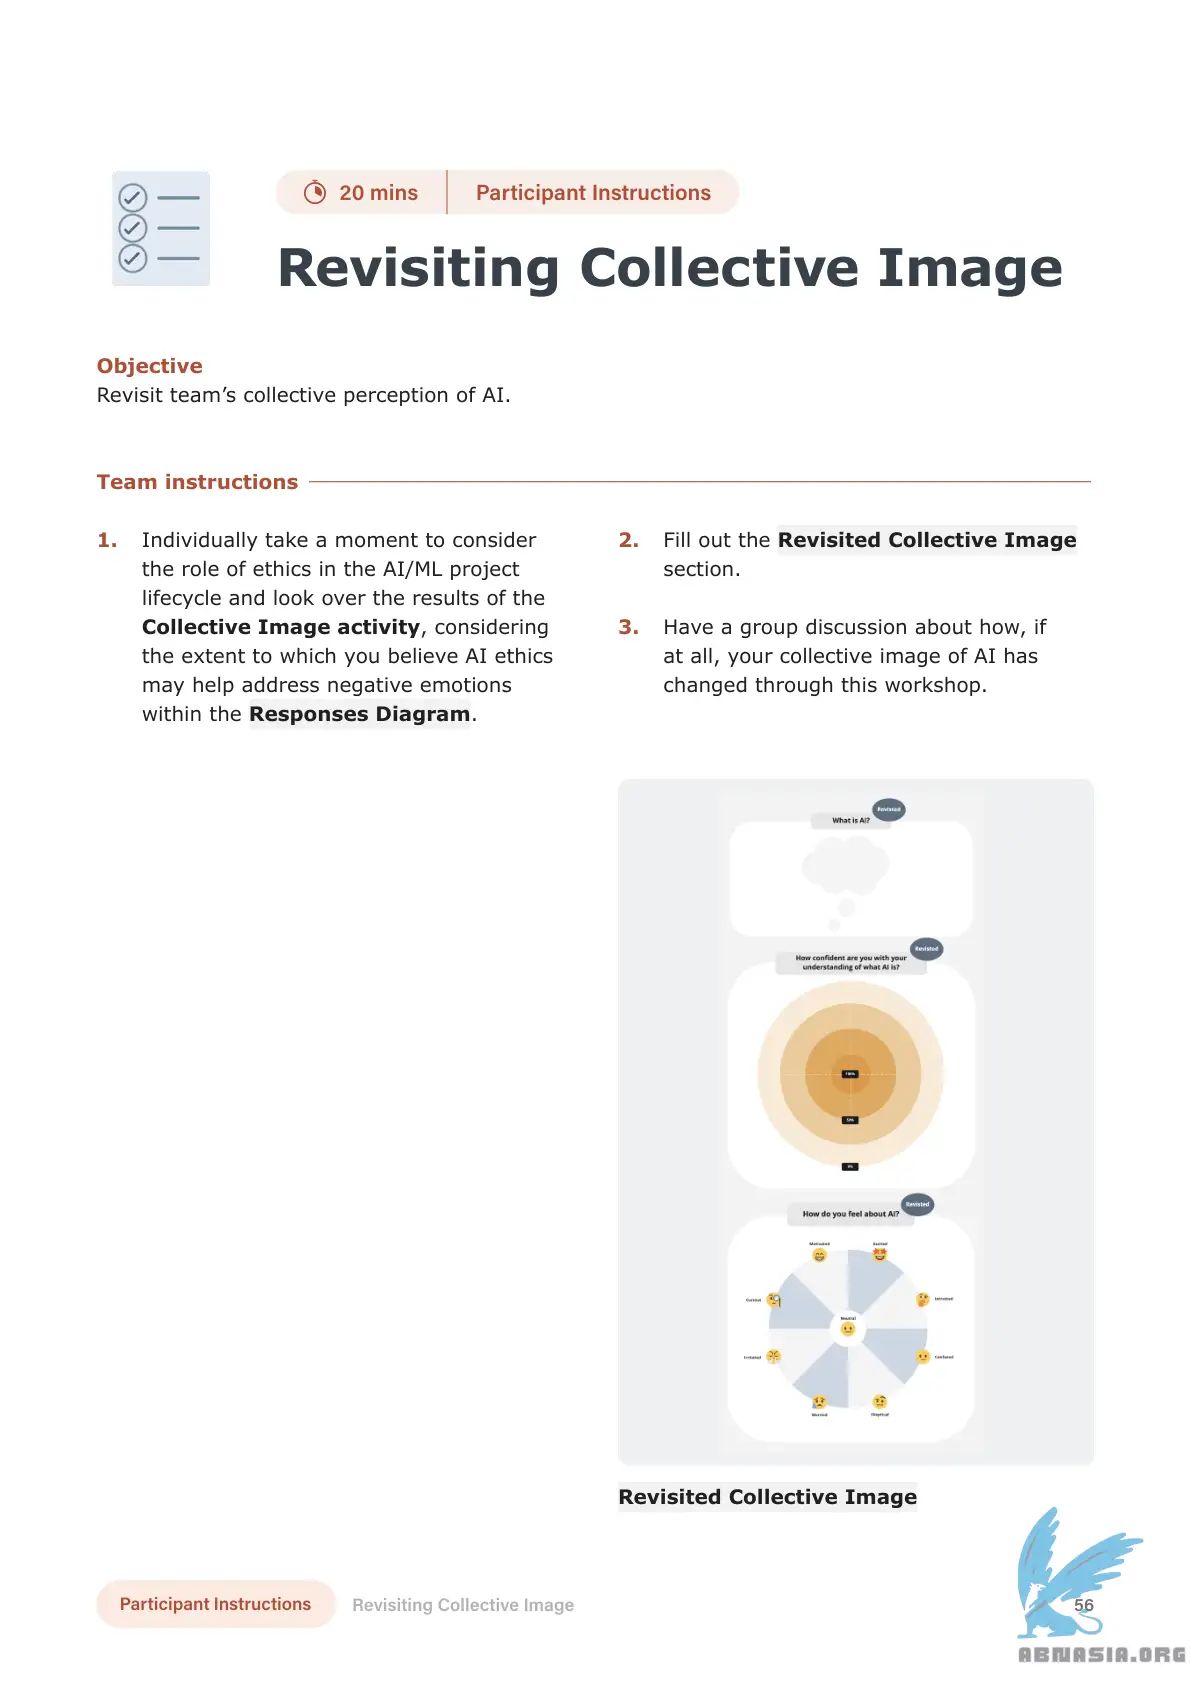 20 mins
Participant Instructions
Revisiting Collective Image
Objective
Revisit team’s collective perception of AI.
Team instructions
1. Individually take a moment to consider
the role of ethics in the AI/ML project
lifecycle and look over the results of the
Collective Image activity, considering
the extent to which you believe AI ethics
may help address negative emotions
within the Responses Diagram.
2. Fill out the Revisited Collective Image
section.
3. Have a group discussion about how, if
at all, your collective image of AI has
changed through this workshop.
Revisted
What is AI?
Revisted
How confident are you with your
understanding of what AI is?
100%
50%
0%
Revisted
How do you feel about AI?
Motivated
Excited
Curious
Intrigued
Neutral
Irritated
Confused
Worried
Skeptical
Revisited Collective Image
Participant Instructions
Revisiting Collective Image
56
ABNASIA.ORG